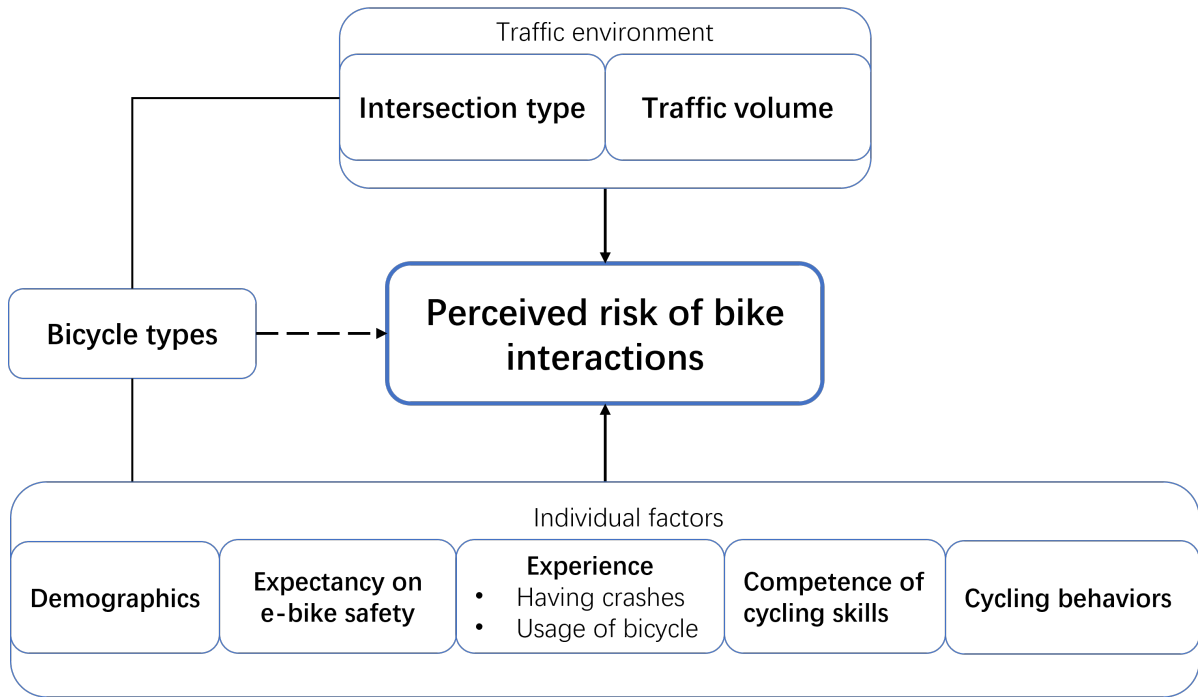 Traffic environment
Intersection type
Traffic volume
Bicycle types
Perceived risk of bike
interactions
Individual factors
Demographics
Expectancy on
e-bike safety
Experience
• Having crashes
• Usage of bicycle
Competence of
cycling skills
Cycling behaviors